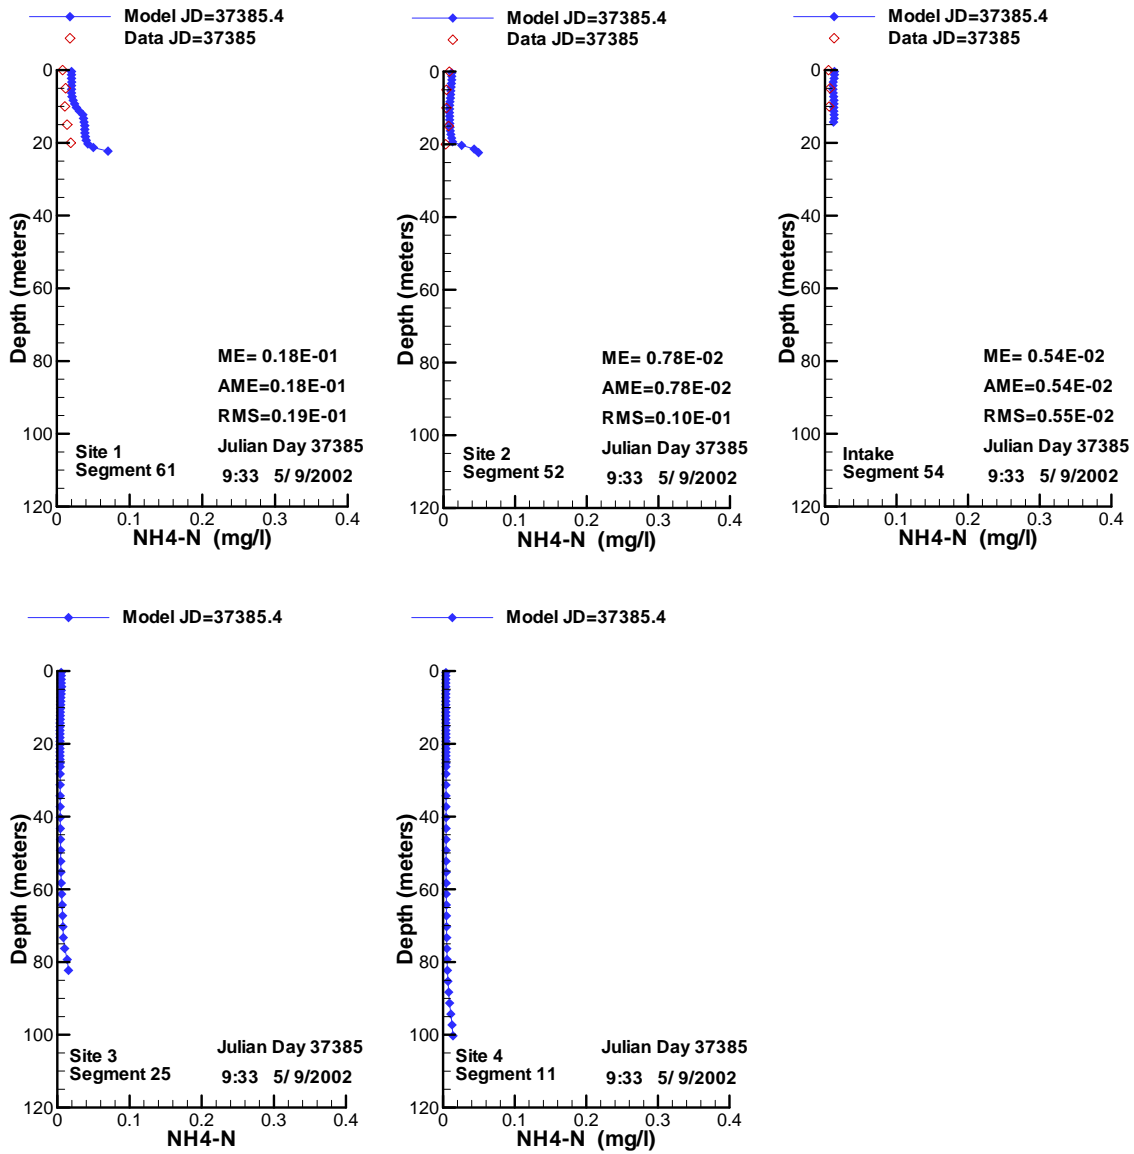 Model JD=37385.4
Data JD=37385
0
20
40
60
80
100
120
Depth (meters)
ME= 0.18E-01
AME=0.18E-01
RMS=0.19E-01
Site 1
Segment 61
Julian Day 37385
9:33 5/ 9/2002
0 0.1 0.2 0.3 0.4
NH4-N (mg/l)
Model JD=37385.4
Data JD=37385
0
20
40
60
80
100
120
Depth (meters)
ME= 0.78E-02
AME=0.78E-02
RMS=0.10E-01
Site 2
Segment 52
Julian Day 37385
9:33 5/ 9/2002
0 0.1 0.2 0.3 0.4
NH4-N (mg/l)
Model JD=37385.4
Data JD=37385
0
20
40
60
80
100
120
Depth (meters)
ME= 0.54E-02
AME=0.54E-02
RMS=0.55E-02
Intake
Segment 54
Julian Day 37385
9:33 5/ 9/2002
0 0.1 0.2 0.3 0.4
NH4-N (mg/l)
Model JD=37385.4
0
20
40
60
80
100
120
Depth (meters)
Site 3
Segment 25
Julian Day 37385
9:33 5/ 9/2002
0 0.1 0.2 0.3 0.4
NH4-N
Model JD=37385.4
0
20
40
60
80
100
120
Depth (meters)
Site 4
Segment 11
Julian Day 37385
9:33 5/ 9/2002
0 0.1 0.2 0.3 0.4
NH4-N (mg/l)